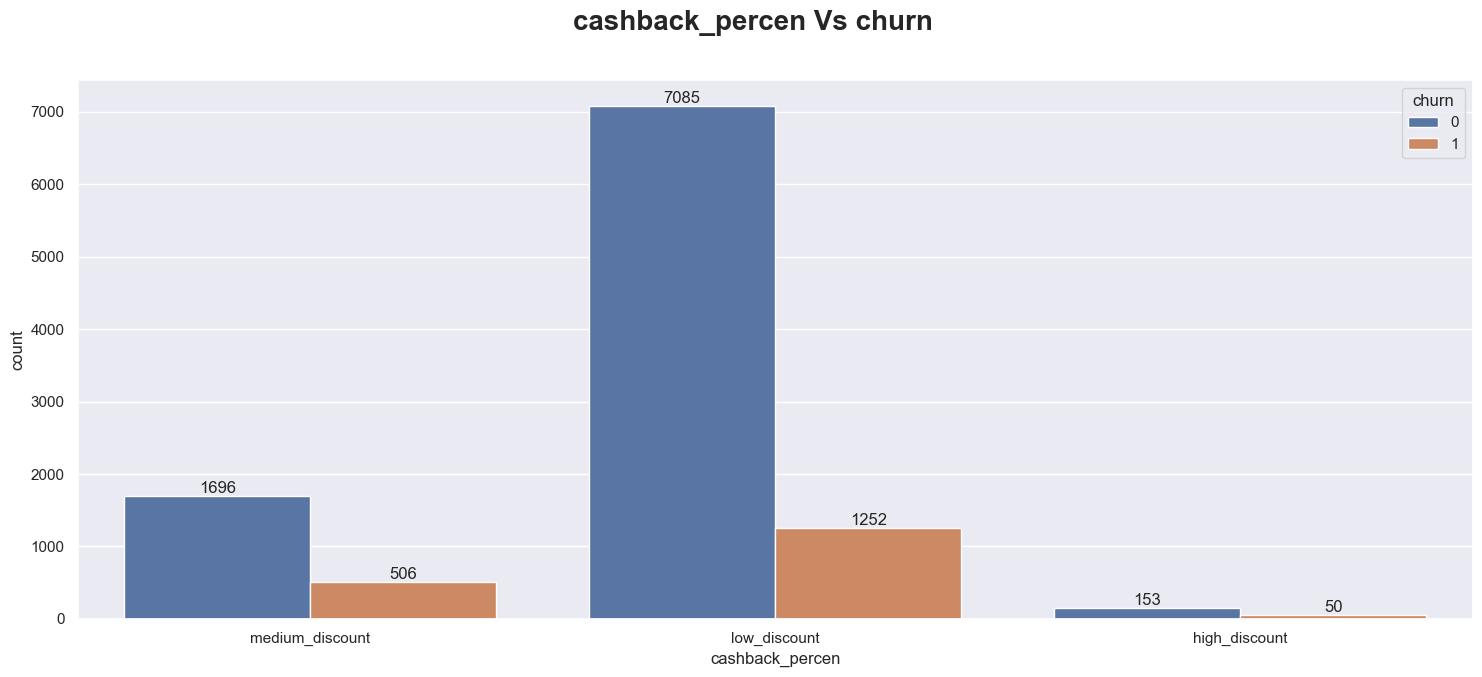 cashback_percen Vs churn
7085
churn
0
1
7000
6000
5000
4000
3000
2000
1000
0
count
1696
506
1252
153
50
medium_discount
low_discount
high_discount
cashback_percen